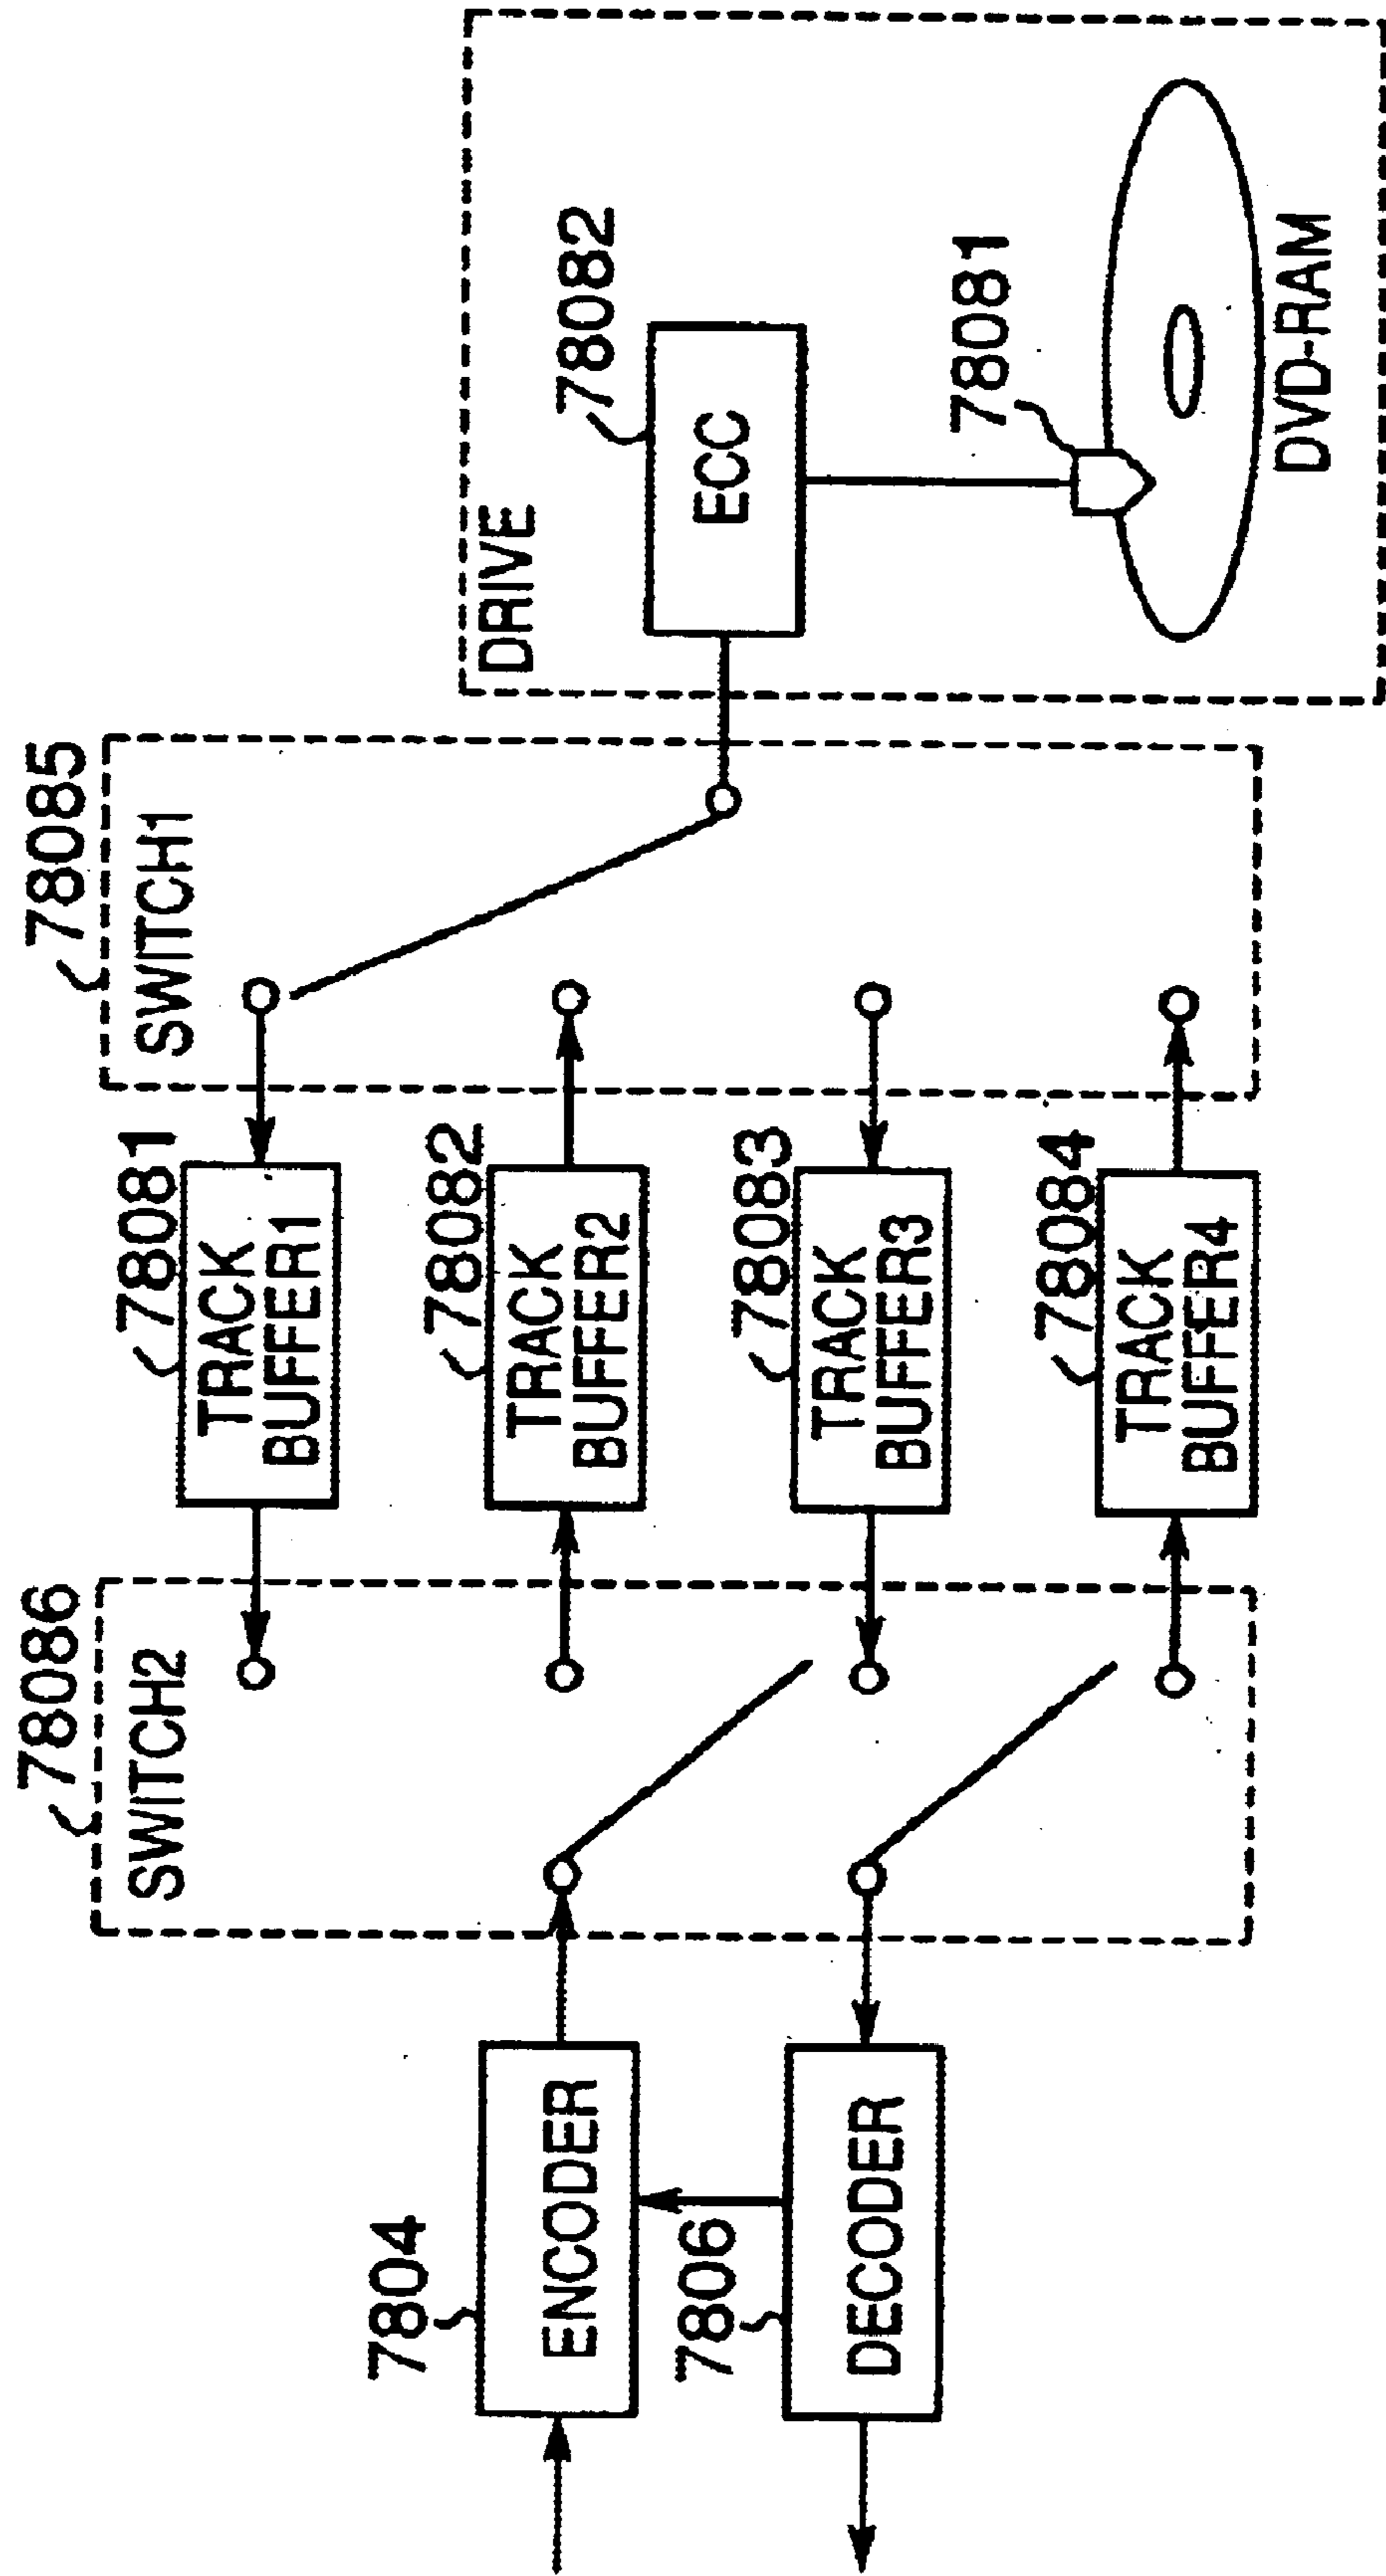 7804
ENCODER
7806
DECODER
78086
SWITCH2
78081
TRACK
BUFFER1
78082
TRACK
BUFFER2
78083
TRACK
BUFFER3
78084
TRACK
BUFFER4
78085
SWITCH1
DRIVE
78082
ECC
78081
DVD-RAM